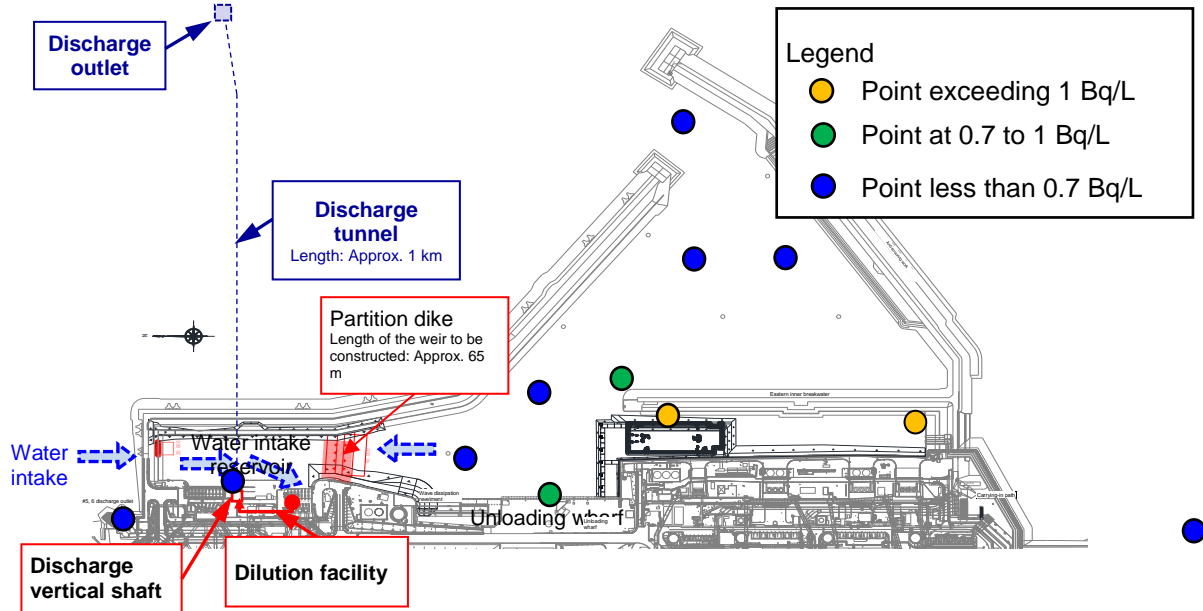 Discharge
outlet
Legend
Point exceeding 1 Bq/L
Point at 0.7 to 1 Bq/L
Point less than 0.7 Bq/L
Discharge
tunnel
Length: Approx. 1 km
Partition dike
Length of the weir to be
constructed: Approx. 65
m
N
Eastern inner breakwater
Water
intake
Water intake
reservoir
#5, 6 discharge outlet
Wave dissipation
Unloading wharf
Unloading
wharf
Carrying-in path
Discharge
vertical shaft
Dilution facility